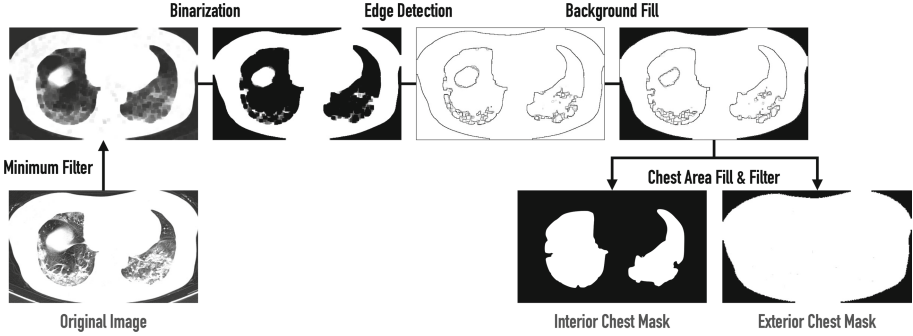 Binarization
Edge Detection
Background Fill
Minimum Filter
Chest Area Fill & Filter
Original Image
Interior Chest Mask
Exterior Chest Mask